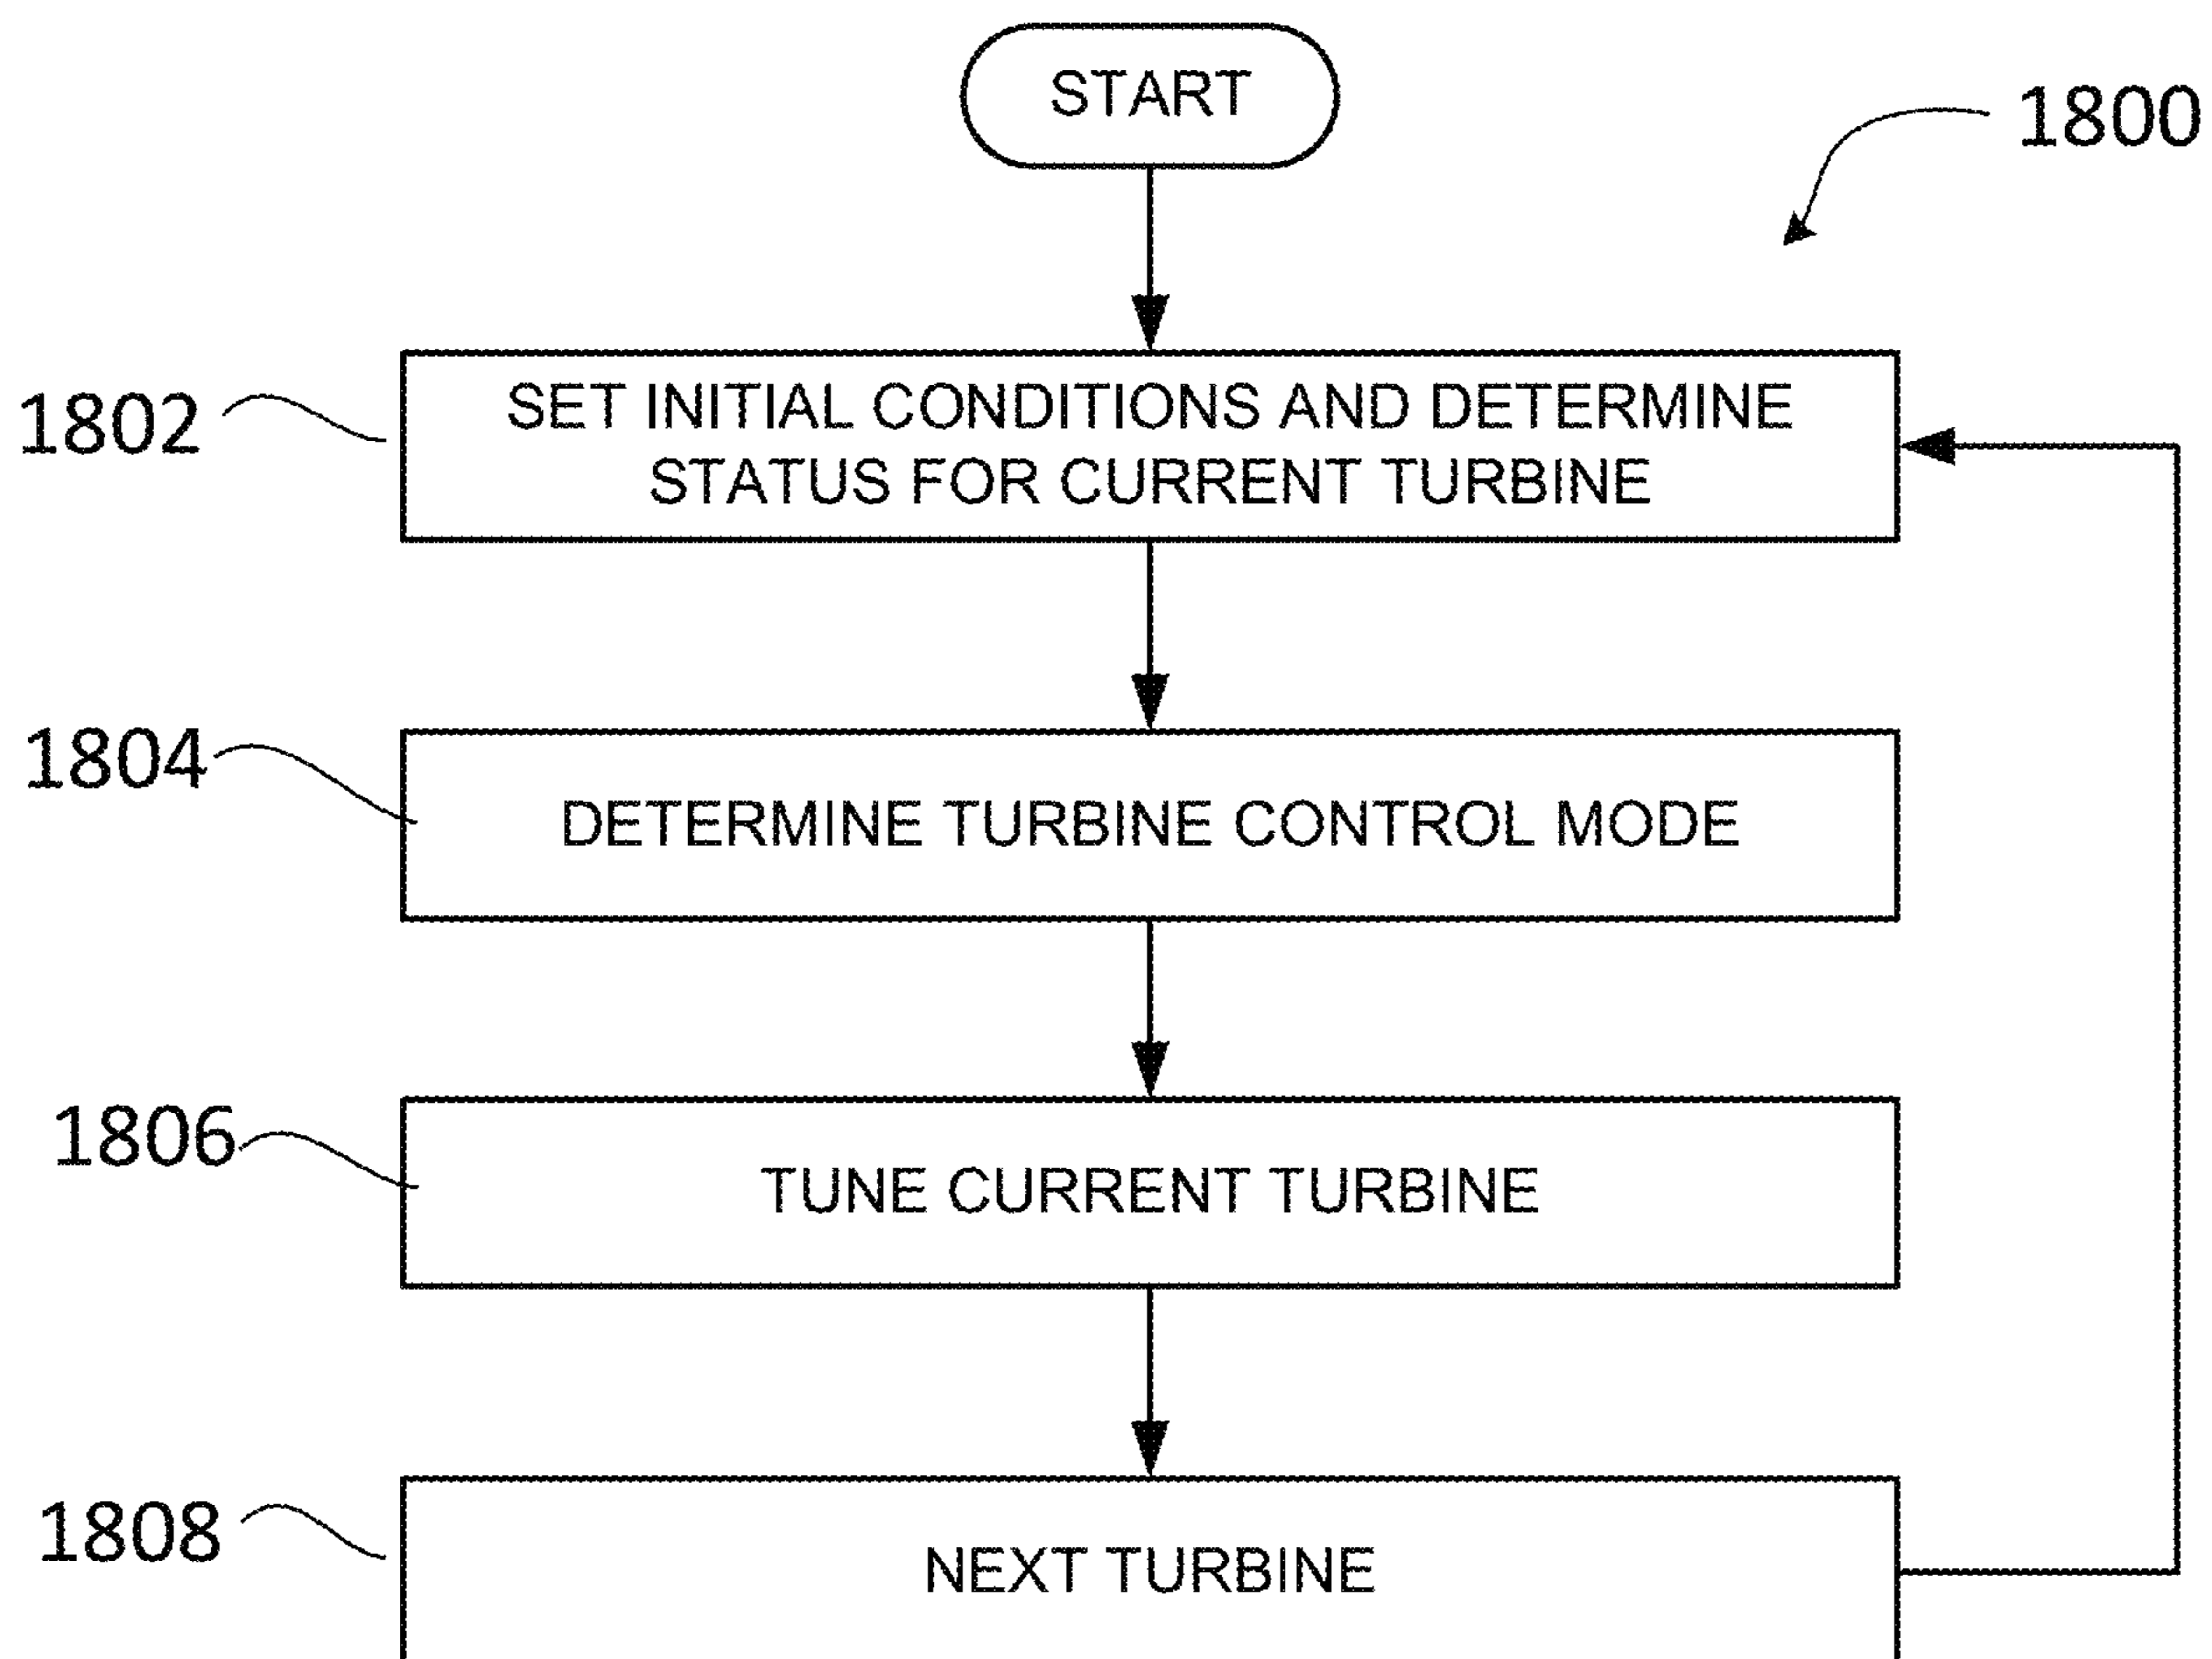 START
1800
1802
SET INITIAL CONDITIONS AND DETERMINE
STATUS FOR CURRENT TURBINE
1804
DETERMINE TURBINE CONTROL MODE
1806
TUNE CURRENT TURBINE
1808
NEXT TURBINE